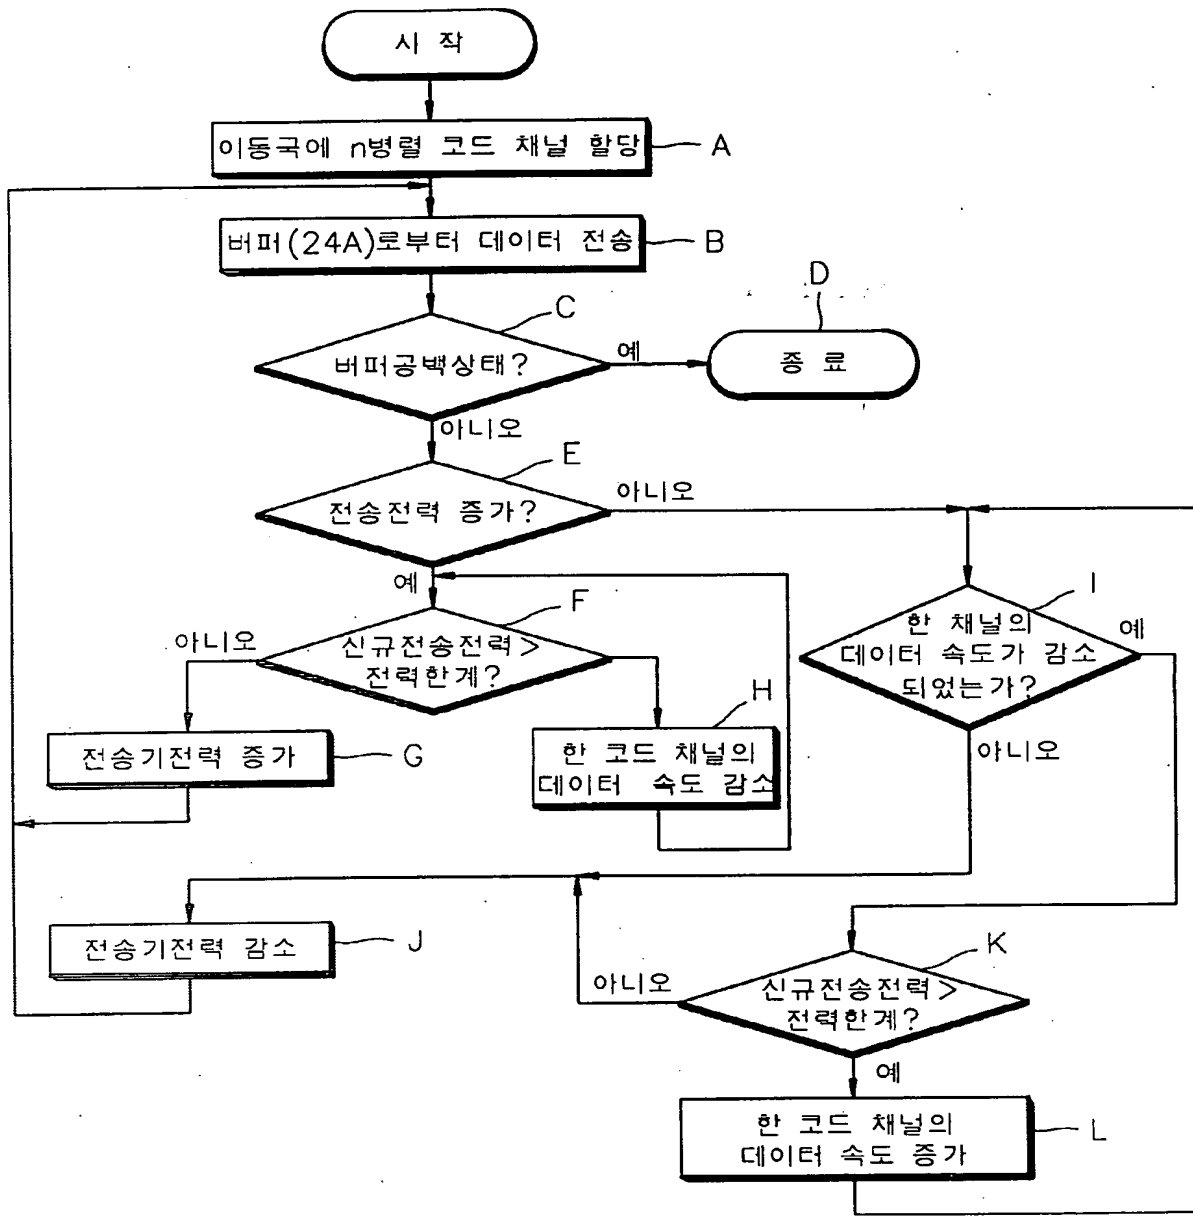 시 작
이동국에 n병렬 코드 채널 할당
A
버퍼(24A)로부터 데이터 전송
B
C
버퍼공백상태?
예
D
종 료
아니오
E
전송전력 증가?
아니오
예
F
신규전송전력>
전력한계?
아니오
G
전송기전력 증가
H
한 코드 채널의
데이터 속도 감소
I
한 채널의
데이터 속도가 감소
되었는가?
예
아니오
전송기전력 감소
J
K
신규전송전력>
전력한계?
아니오
예
한 코드 채널의
데이터 속도 증가
L